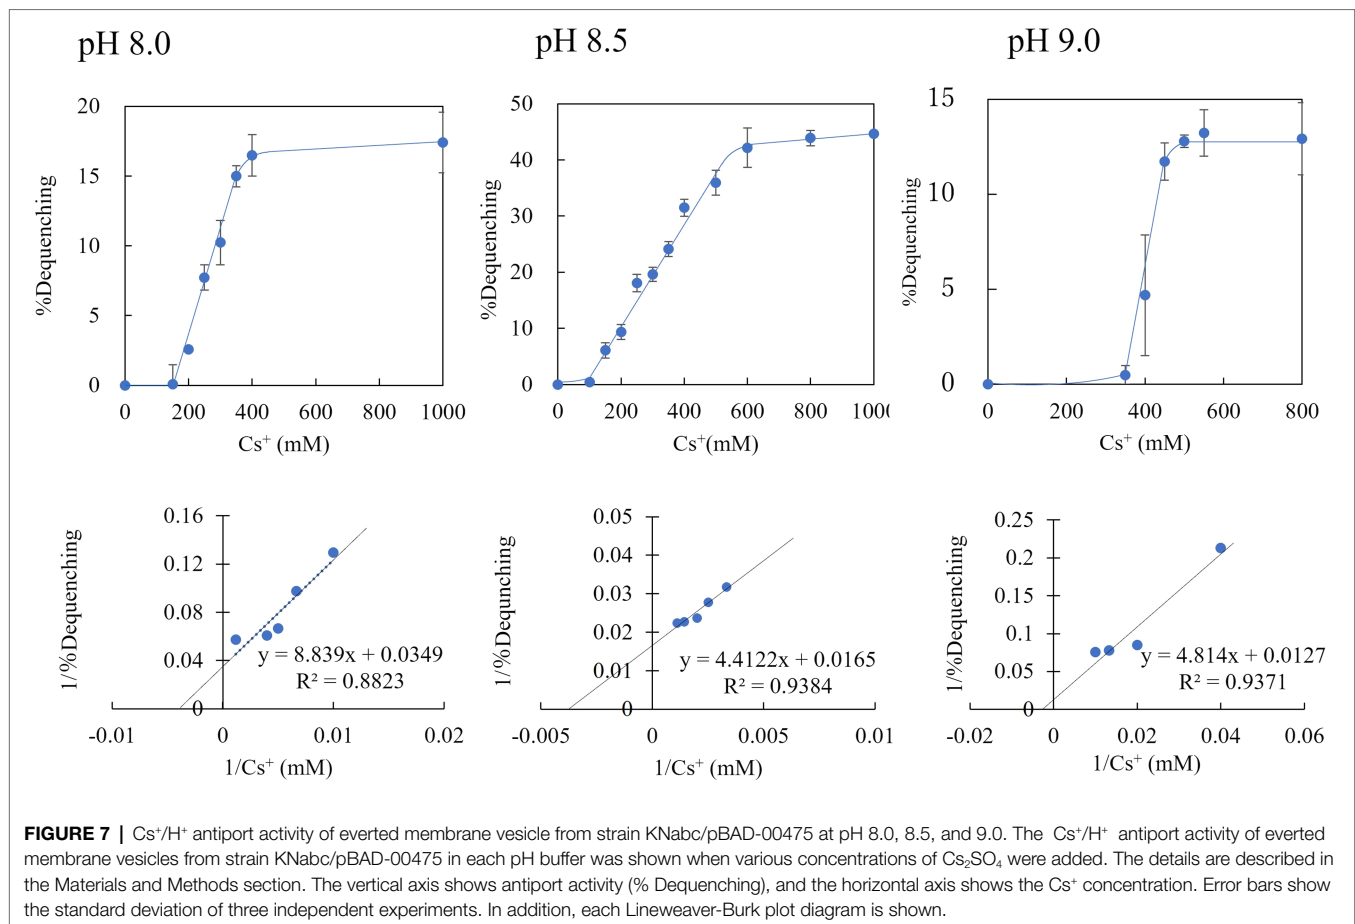 pH 8.0
pH 8.5
pH 9.0
20
15
10
5
0
%Dequenching
0 200 400 600 800 1000
Cs⁺ (mM)
50
40
30
20
10
0
%Dequenching
0 200 400 600 800 100
Cs⁺(mM)
15
10
5
0
%Dequenching
0 200 400 600 800
Cs⁺ (mM)
0.16
0.12
0.08
0.04
0
1/%Dequenching
y = 8.839x + 0.0349
R² = 0.8823
-0.01 0 0.01 0.02
1/Cs⁺ (mM)
0.05
0.04
0.03
0.02
0.01
0
1/%Dequnching
y = 4.4122x + 0.0165
R² = 0.9384
-0.005 0 0.005 0.01
1/Cs⁺ (mM)
0.25
0.2
0.15
0.1
0.05
0
1/%Dequenching
y = 4.814x + 0.0127
R² = 0.9371
-0.02 0 0.02 0.04 0.06
1/Cs⁺ (mM)
FIGURE 7 | Cs⁺/H⁺ antiport activity of everted membrane vesicle from strain KNabc/pBAD-00475 at pH 8.0, 8.5, and 9.0. The Cs⁺/H⁺ antiport activity of everted
membrane vesicles from strain KNabc/pBAD-00475 in each pH buffer was shown when various concentrations of Cs₂SO₄ were added. The details are described in
the Materials and Methods section. The vertical axis shows antiport activity (% Dequenching), and the horizontal axis shows the Cs⁺ concentration. Error bars show
the standard deviation of three independent experiments. In addition, each Lineweaver-Burk plot diagram is shown.